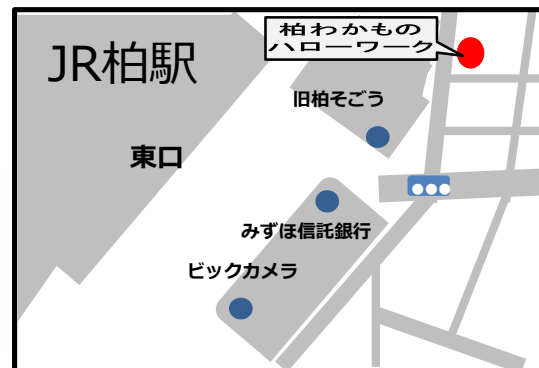 柏わかもの
ハローワーク
JR柏駅
旧柏そごう
東口
みずほ信託銀行
ビックカメラ